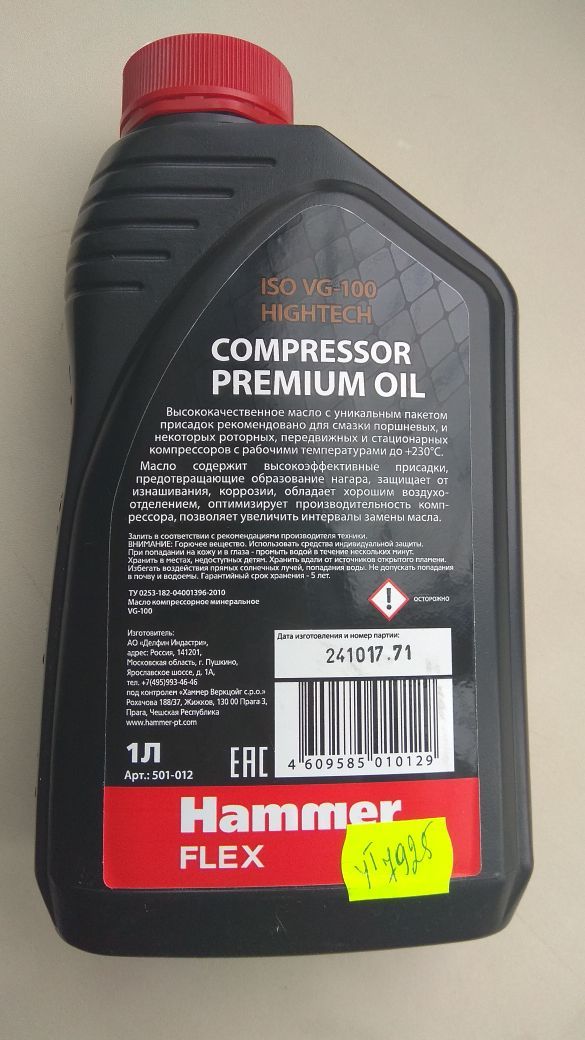 ISO VG-100
HIGHTECH
COMPRESSOR
PREMIUM OIL
Высококачественное масло с уникальным пакетом
присадок рекомендовано для смазки поршневых, и
некоторых роторных, передвижных и стационарных
компрессоров с рабочими температурами до +230°С.
Масло содержит высокоэффективные присадки,
предотвращающие образование нагара, защищает от
изнашивания, коррозии, обладает хорошим воздухо-
отделением, оптимизирует производительность ком-
прессора, позволяет увеличить интервалы замены масла.
Залить в соответствии с рекомендациями производителя техники.
ВНИМАНИЕ: Горючее вещество. Использовать средства индивидуальной защиты.
При попадании на кожу и в глаза - промыть водой в течение нескольких минут.
Хранить в местах, недоступных детям. Хранить вдали от источников открытого пламени.
Избегать воздействия прямых солнечных лучей, попадания воды. Не допускать попадания
в почву и водоемы. Гарантийный срок хранения - 5 лет.
ТУ 0253-182-04001396-2010
Масло компрессорное минеральное
VG-100
ОСТОРОЖНО
Изготовитель:
АО «Делфин Индастри»,
адрес: Россия, 141201,
Московская область, г. Пушкино,
Ярославское шоссе, д. 1А,
тел. +7(495)993-46-46
под контролем «Хаммер Веркцойг с.р.о.»
Рохачова 188/37, Жижков, 130 00 Прага 3,
Прага, Чешская Республика
www.hammer-pt.com
Дата изготовления и номер партии:
241017.71
1Л
Арт.: 501-012
EAC
4 609585 010129
Hammer
FLEX
УТ 7925